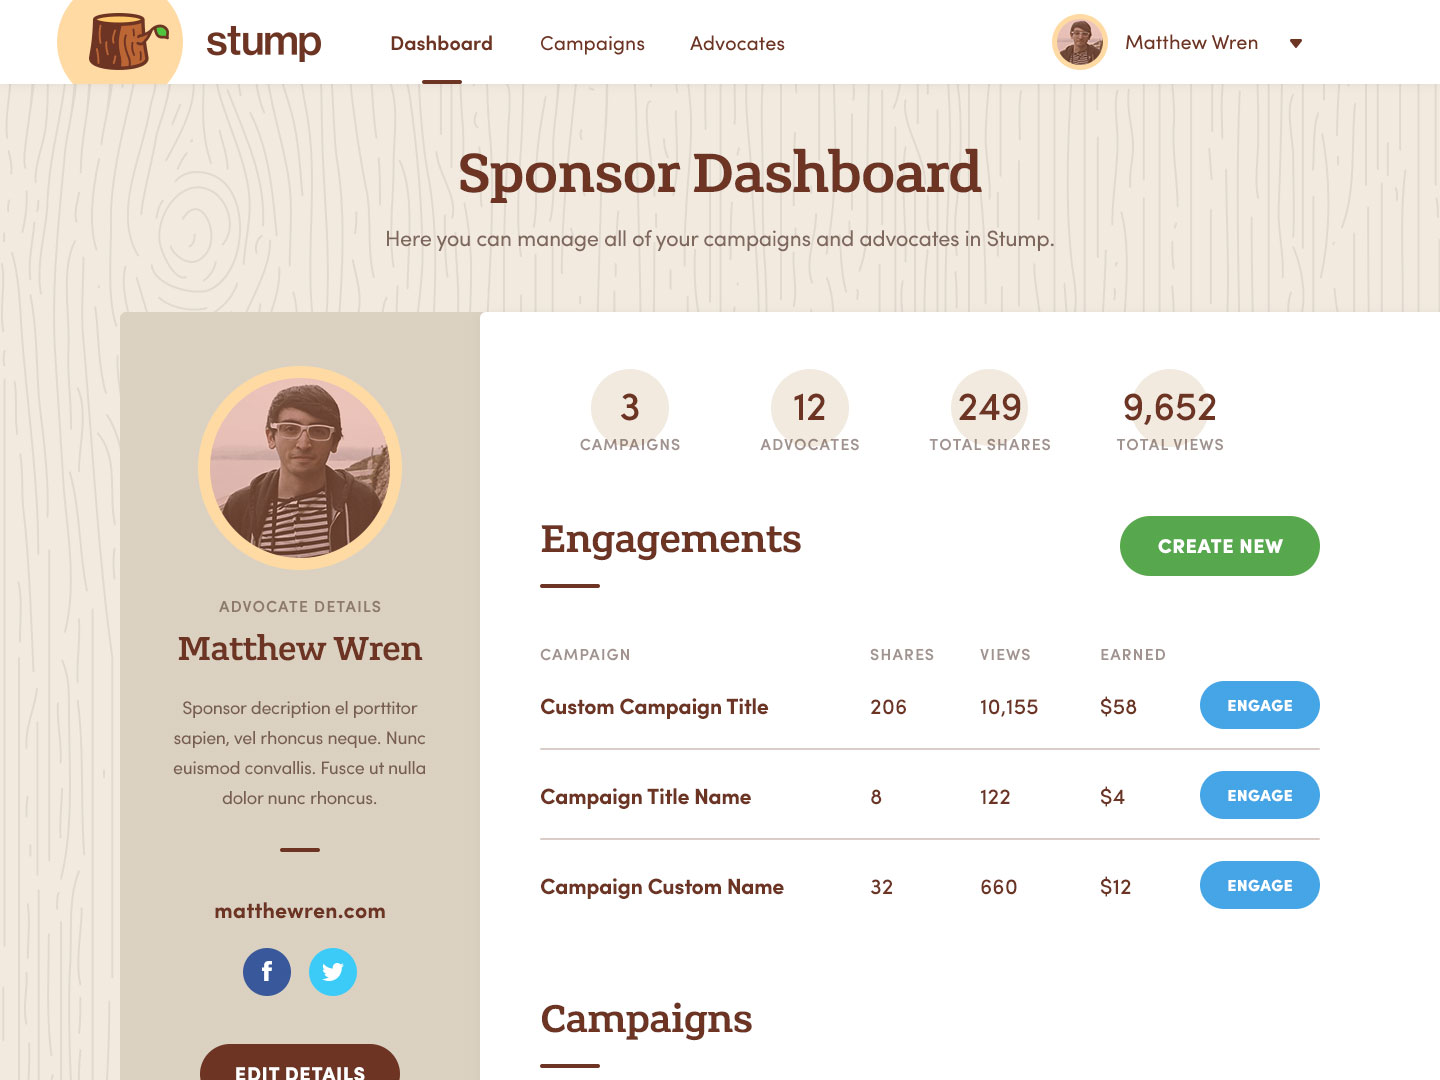 stump
Dashboard
Campaigns
Advocates
Matthew Wren
Sponsor Dashboard
Here you can manage all of your campaigns and advocates in Stump.
ADVOCATE DETAILS
Matthew Wren
Sponsor decription el porttitor
sapien, vel rhoncus neque. Nunc
euismod convallis. Fusce ut nulla
dolor nunc rhoncus.
matthewren.com
f
EDIT DETAILS
3 12 249 9,652
CAMPAIGNS ADVOCATES TOTAL SHARES TOTAL VIEWS
Engagements
CREATE NEW
CAMPAIGN SHARES VIEWS EARNED
Custom Campaign Title 206 10,155 $58 ENGAGE
Campaign Title Name 8 122 $4 ENGAGE
Campaign Custom Name 32 660 $12 ENGAGE
Campaigns